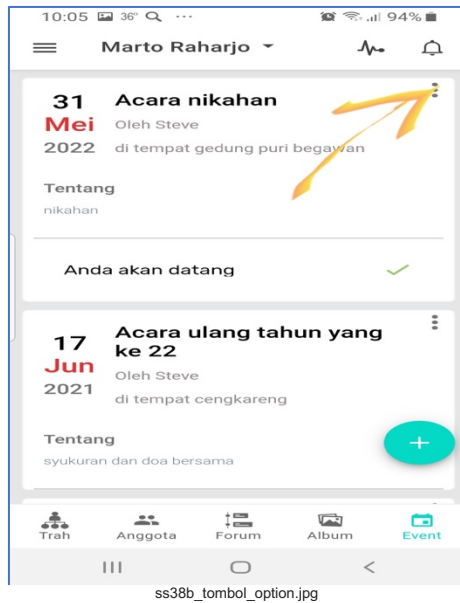 10:05 36° 94%
Marto Raharjo
31 Mei 2022
Acara nikahan
Oleh Steve
di tempat gedung puri begawan
Tentang
nikahan
Anda akan datang
17 Jun 2021
Acara ulang tahun yang
ke 22
Oleh Steve
di tempat cengkareng
Tentang
syukuran dan doa bersama
Trah Anggota Forum Album Event
ss38b_tombol_option.jpg